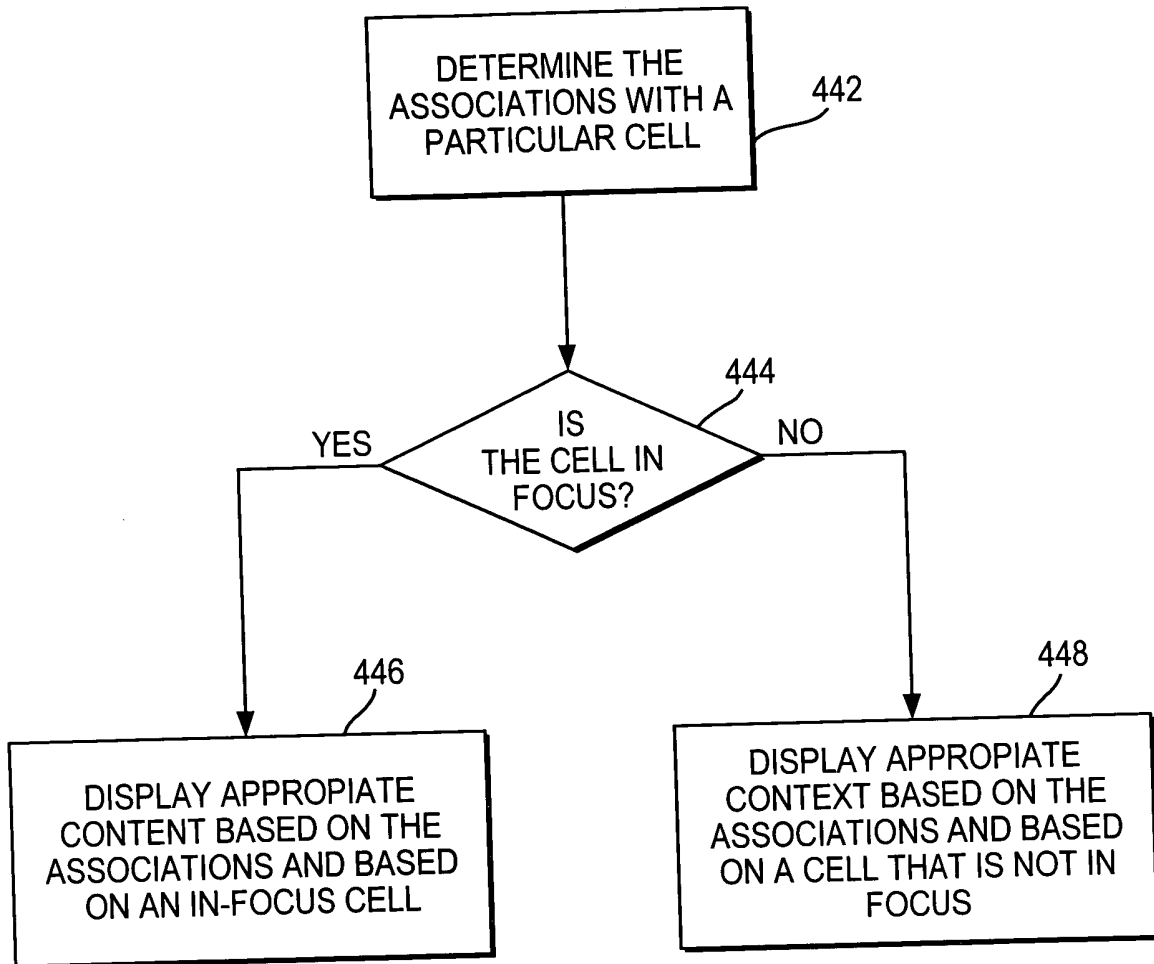 DETERMINE THE
ASSOCIATIONS WITH A
PARTICULAR CELL
442
444
IS
THE CELL IN
FOCUS?
YES
NO
446
DISPLAY APPROPIATE
CONTENT BASED ON THE
ASSOCIATIONS AND BASED
ON AN IN-FOCUS CELL
448
DISPLAY APPROPIATE
CONTEXT BASED ON THE
ASSOCIATIONS AND BASED
ON A CELL THAT IS NOT IN
FOCUS